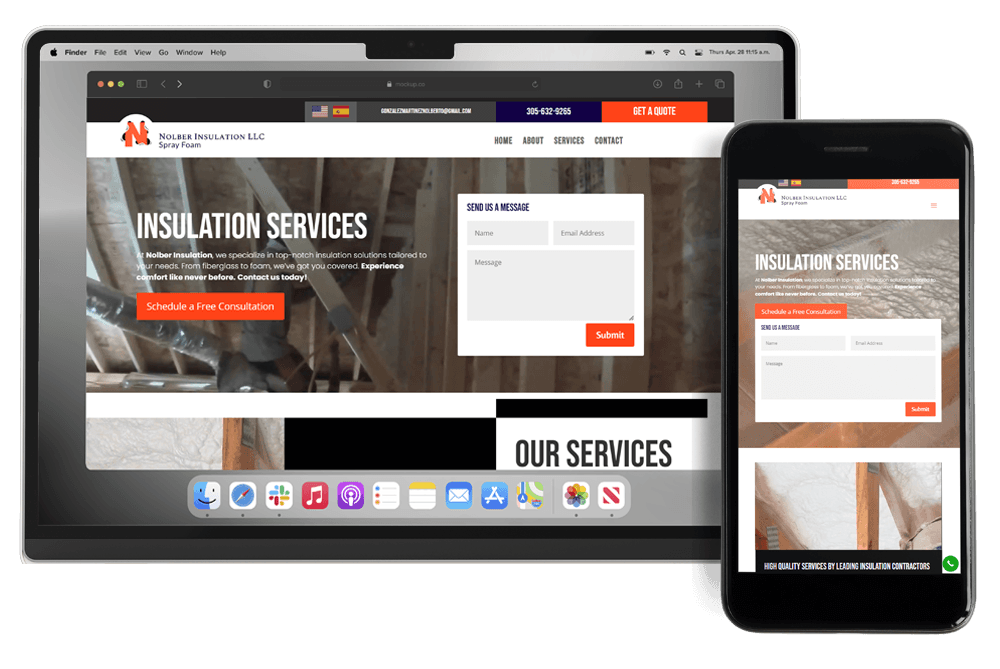 Finder File Edit View Go Window Help
Thurs Apr. 28 11:15 a.m.
mockup.co
GONZALEZMARTINEZNOLBERTO@GMAIL.COM
305-632-9265
GET A QUOTE
NOLBER INSULATION LLC
Spray Foam
HOME ABOUT SERVICES CONTACT
INSULATION SERVICES
At Nolber Insulation, we specialize in top-notch insulation solutions tailored to
your needs. From fiberglass to foam, we've got you covered. Experience
comfort like never before. Contact us today!
Schedule a Free Consultation
SEND US A MESSAGE
Name Email Address
Message
Submit
OUR SERVICES
305-632-9265
NOLBER INSULATION LLC
Spray Foam
INSULATION SERVICES
At Nolber Insulation, we specialize in top-notch insulation solutions tailored to
your needs. From fiberglass to foam, we've got you covered. Experience
comfort like never before. Contact us today!
Schedule a Free Consultation
SEND US A MESSAGE
Name Email Address
Message
Submit
HIGH QUALITY SERVICES BY LEADING INSULATION CONTRACTORS